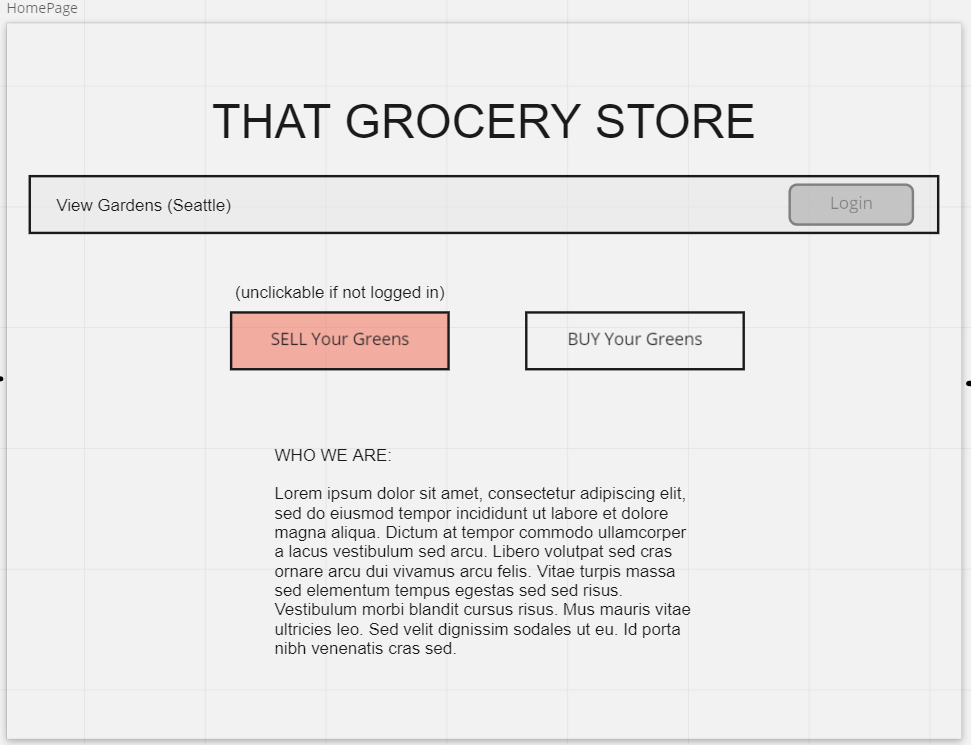 HomePage
THAT GROCERY STORE
View Gardens (Seattle)
Login
(unclickable if not logged in)
SELL Your Greens
BUY Your Greens
WHO WE ARE:
Lorem ipsum dolor sit amet, consectetur adipiscing elit,
sed do eiusmod tempor incididunt ut labore et dolore
magna aliqua. Dictum at tempor commodo ullamcorper
a lacus vestibulum sed arcu. Libero volutpat sed cras
ornare arcu dui vivamus arcu felis. Vitae turpis massa
sed elementum tempus egestas sed sed risus.
Vestibulum morbi blandit cursus risus. Mus mauris vitae
ultricies leo. Sed velit dignissim sodales ut eu. Id porta
nibh venenatis cras sed.